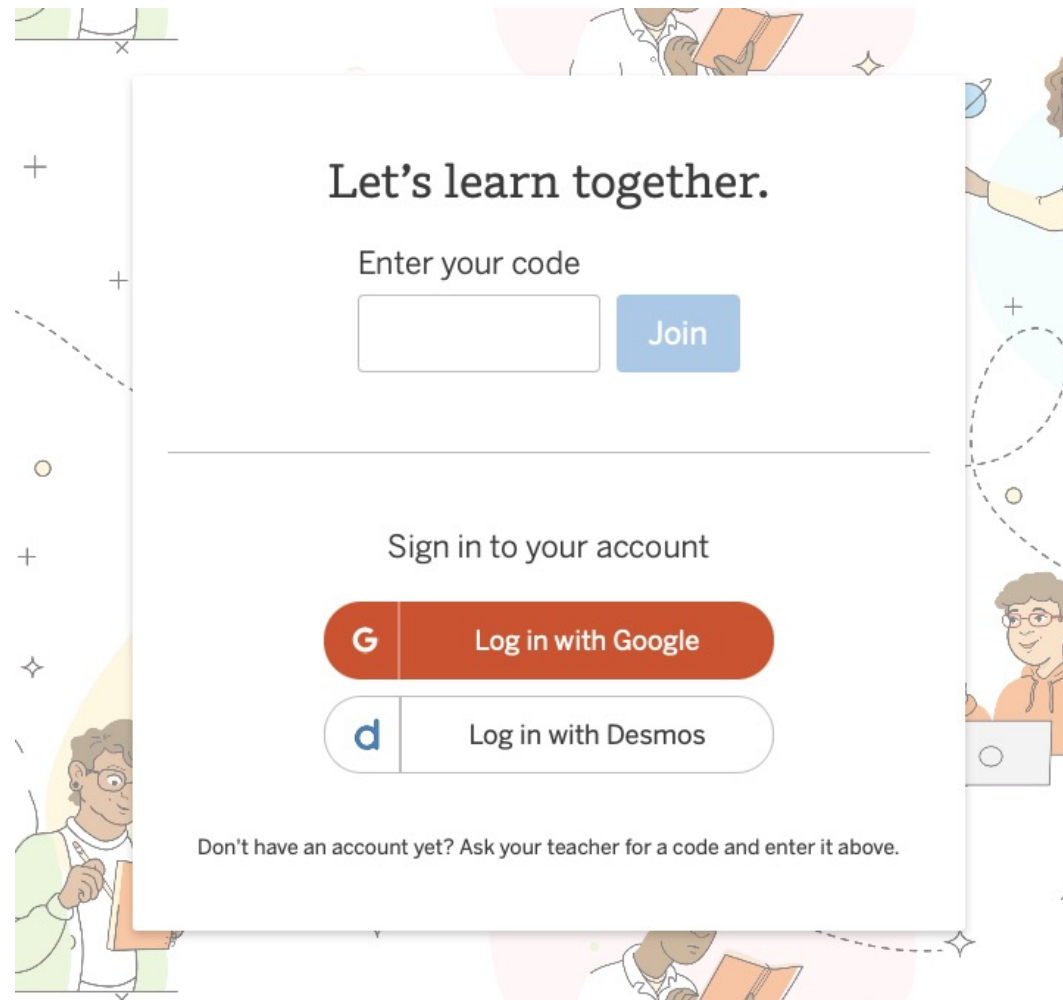 Let’s learn together.
Enter your code
Join
Sign in to your account
G Log in with Google
d Log in with Desmos
Don't have an account yet? Ask your teacher for a code and enter it above.